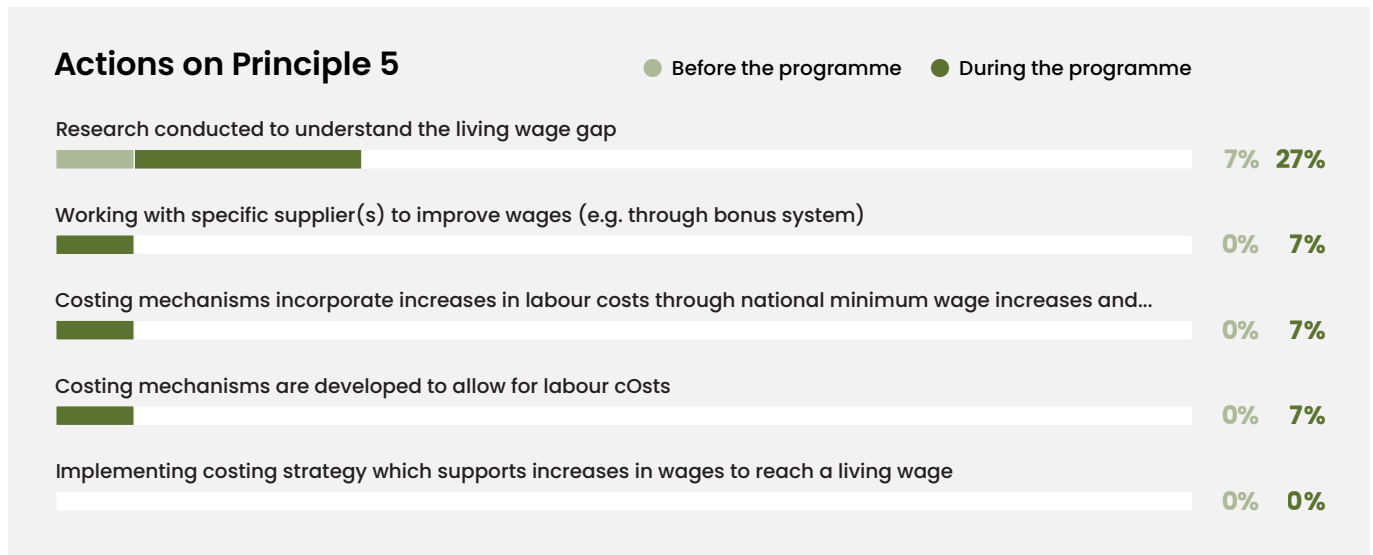 Actions on Principle 5
Before the programme
During the programme
Research conducted to understand the living wage gap
7% 27%
Working with specific supplier(s) to improve wages (e.g. through bonus system)
0% 7%
Costing mechanisms incorporate increases in labour costs through national minimum wage increases and...
0% 7%
Costing mechanisms are developed to allow for labour cOsts
0% 7%
Implementing costing strategy which supports increases in wages to reach a living wage
0% 0%